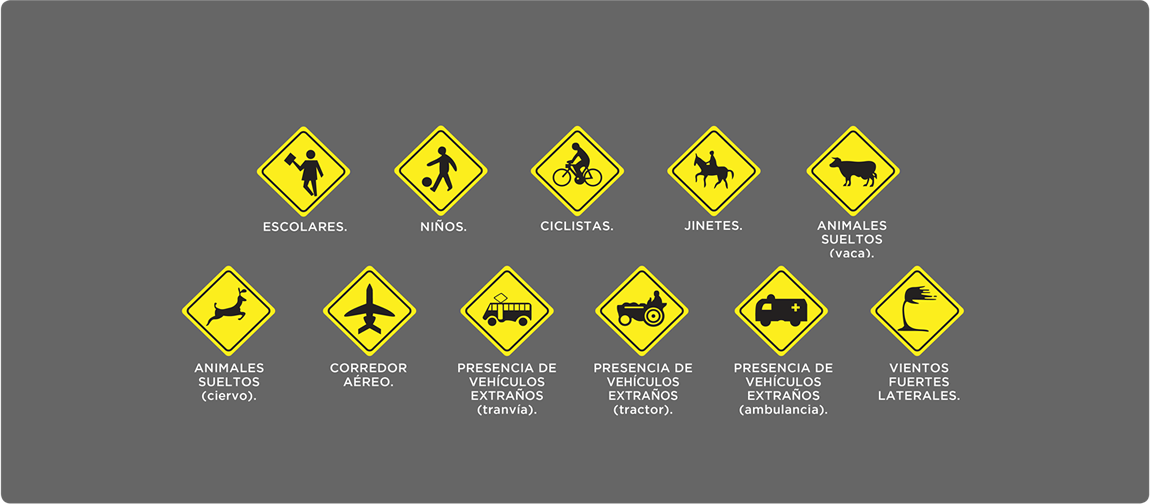 ESCOLARES.
NIÑOS.
CICLISTAS.
JINETES.
ANIMALES
SUELTOS
(vaca).
ANIMALES
SUELTOS
(ciervo).
CORREDOR
AÉREO.
PRESENCIA DE
VEHÍCULOS
EXTRAÑOS
(tranvía).
PRESENCIA DE
VEHÍCULOS
EXTRAÑOS
(tractor).
PRESENCIA DE
VEHÍCULOS
EXTRAÑOS
(ambulancia).
VIENTOS
FUERTES
LATERALES.